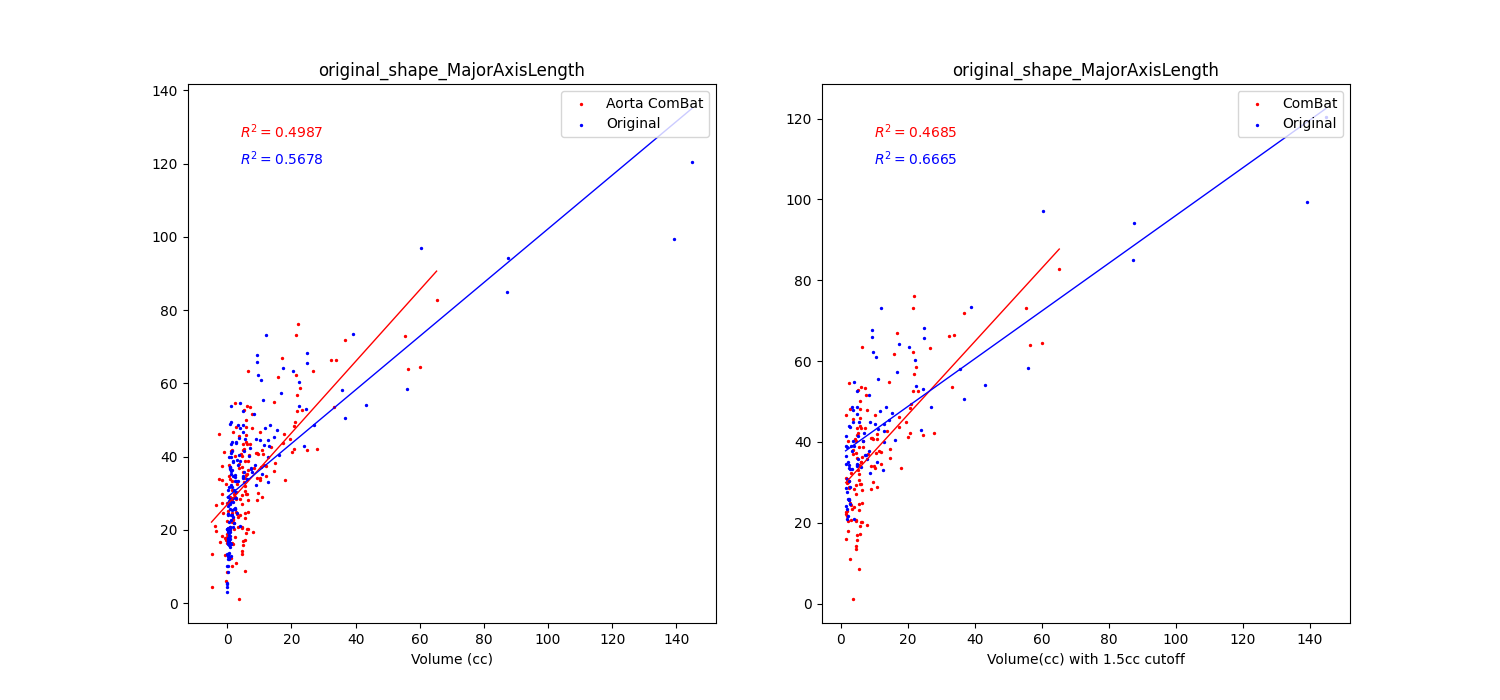 original_shape_MajorAxisLength
140
120
100
80
60
40
20
0
0 20 40 60 80 100 120 140
Volume (cc)
R² = 0.4987
R² = 0.5678
Aorta ComBat
Original
original_shape_MajorAxisLength
120
100
80
60
40
20
0
0 20 40 60 80 100 120 140
Volume(cc) with 1.5cc cutoff
R² = 0.4685
R² = 0.6665
ComBat
Original